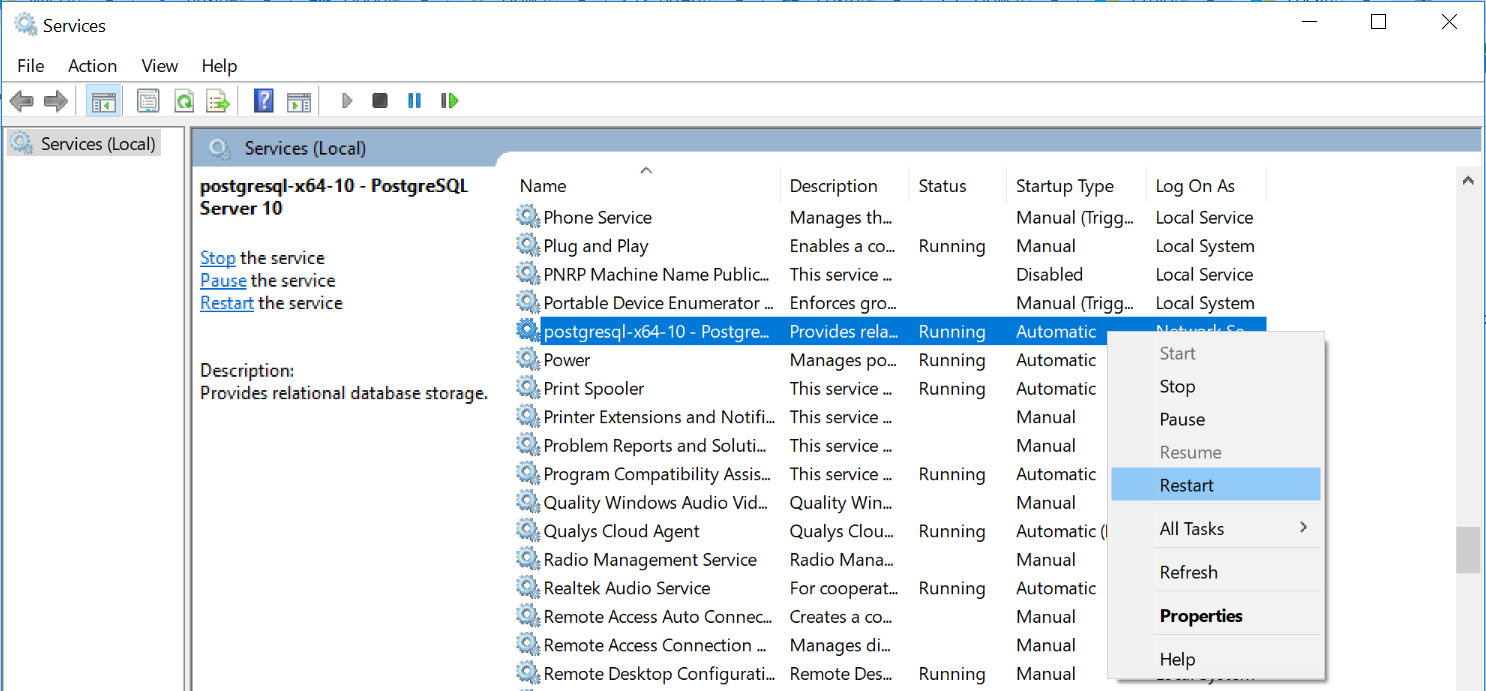 Services
File Action View Help
Services (Local)
Services (Local)
postgresql-x64-10 - PostgreSQL
Server 10
Stop the service
Pause the service
Restart the service
Description:
Provides relational database storage.
Name Description Status Startup Type Log On As
Phone Service Manages th... Manual (Trigg... Local Service
Plug and Play Enables a co... Running Manual Local System
PNRP Machine Name Public... This service ... Disabled Local Service
Portable Device Enumerator ... Enforces gro... Manual (Trigg... Local System
postgresql-x64-10 - Postgre... Provides rela... Running Automatic Network Se...
Power Manages po... Running Automatic
Print Spooler This service ... Running Automatic
Printer Extensions and Notifi... This service ... Manual
Problem Reports and Soluti... This service ... Manual
Program Compatibility Assis... This service ... Running Automatic
Quality Windows Audio Vid... Quality Win... Manual
Qualys Cloud Agent Qualys Clou... Running Automatic (
Radio Management Service Radio Mana... Manual
Realtek Audio Service For cooperat... Running Automatic
Remote Access Auto Connec... Creates a co... Manual
Remote Access Connection ... Manages di... Manual
Remote Desktop Configurati... Remote Des... Running Manual Local System
Start
Stop
Pause
Resume
Restart
All Tasks
Refresh
Properties
Help